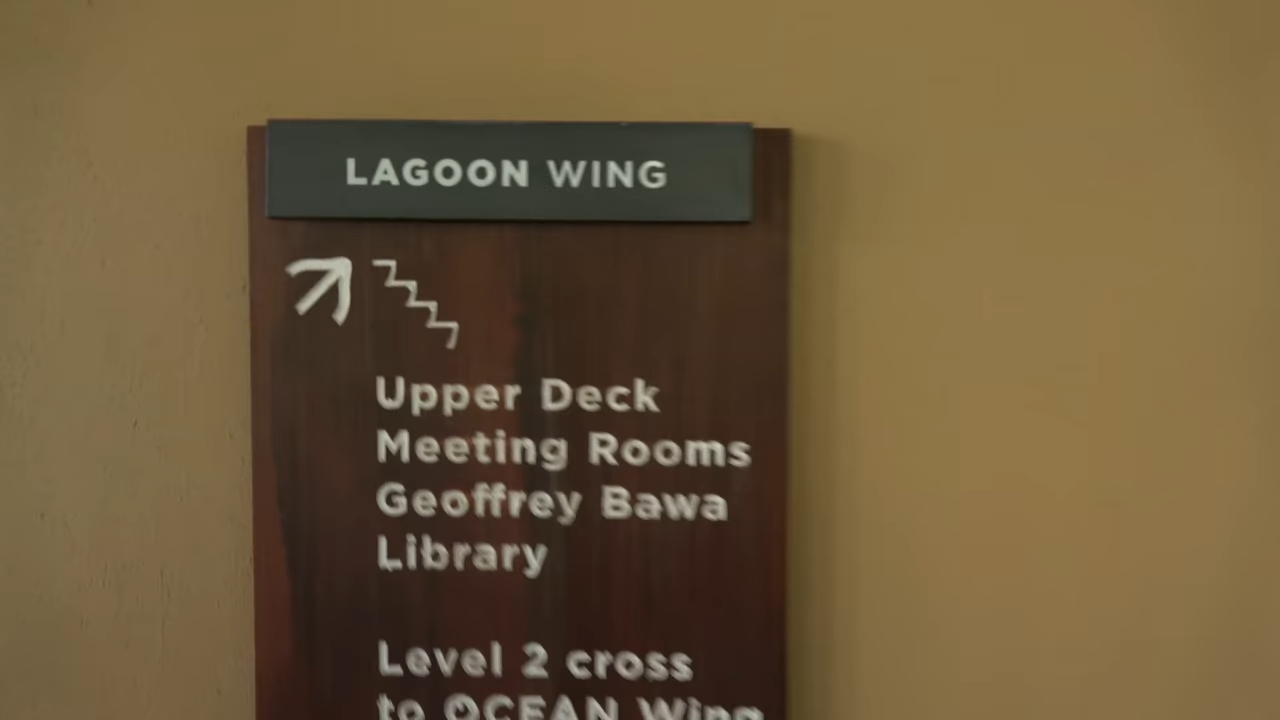 LAGOON WING
Upper Deck
Meeting Rooms
Geoffrey Bawa
Library
Level 2 cross
to OCEAN Wing